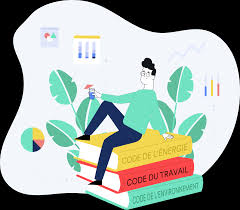 CODE DE L'ÉNERGIE
CODE DU TRAVAIL
CODE DE L'ENVIRONNEMENT